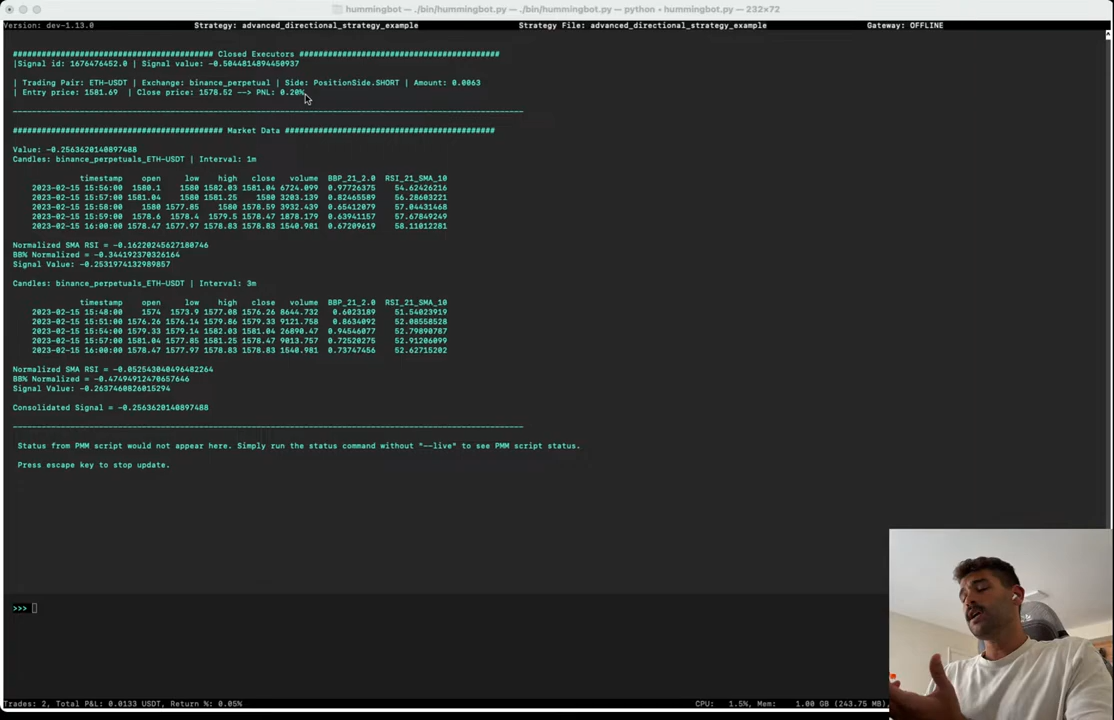 hummingbot — ./bin/hummingbot.py — ./bin/hummingbot.py — python • hummingbot.py — 232×72
Version: dev-1.13.0 Strategy: advanced_directional_strategy_example Strategy File: advanced_directional_strategy_example Gateway: OFFLINE
########################################## Closed Executors ##########################################
|Signal id: 1676476452.0 | Signal value: -0.5044814894450937
| Trading Pair: ETH-USDT | Exchange: binance_perpetual | Side: PositionSide.SHORT | Amount: 0.0063
| Entry price: 1581.69 | Close price: 1578.52 --> PNL: 0.20%
############################################ Market Data ############################################
Value: -0.2563620140897488
Candles: binance_perpetuals_ETH-USDT | Interval: 1m
timestamp open low high close volume BBP_21_2.0 RSI_21_SMA_10
2023-02-15 15:56:00 1580.1 1580 1582.03 1581.04 6724.099 0.97726375 54.62426216
2023-02-15 15:57:00 1581.04 1580 1581.25 1580 3203.139 0.82465589 56.28603221
2023-02-15 15:58:00 1580 1577.85 1580 1578.59 3932.439 0.65412079 57.04431468
2023-02-15 15:59:00 1578.6 1578.4 1579.5 1578.47 1878.179 0.63941157 57.67849249
2023-02-15 16:00:00 1578.47 1577.97 1578.83 1578.83 1540.981 0.67209619 58.11012281
Normalized SMA RSI = -0.16220245627180746
BB% Normalized = -0.344192370326164
Signal Value: -0.2531974132989857
Candles: binance_perpetuals_ETH-USDT | Interval: 3m
timestamp open low high close volume BBP_21_2.0 RSI_21_SMA_10
2023-02-15 15:48:00 1574 1573.9 1577.08 1576.26 8644.732 0.6023189 51.54023919
2023-02-15 15:51:00 1576.26 1576.14 1579.86 1579.33 9121.758 0.8634092 52.08558528
2023-02-15 15:54:00 1579.33 1579.14 1582.03 1581.04 26890.47 0.94546077 52.79890787
2023-02-15 15:57:00 1581.04 1577.85 1581.25 1578.47 9013.757 0.72520275 52.91206099
2023-02-15 16:00:00 1578.47 1577.97 1578.83 1578.83 1540.981 0.73747456 52.62715202
Normalized SMA RSI = -0.052543040496482264
BB% Normalized = -0.47494912470657646
Signal Value: -0.2637460826015294
Consolidated Signal = -0.2563620140897488
Status from PMM script would not appear here. Simply run the status command without "--live" to see PMM script status.
Press escape key to stop update.
>>>
Trades: 2, Total P&L: 0.0133 USDT, Return %: 0.05% CPU: 1.5%, Mem: 1.00 GB (243.75 MB),